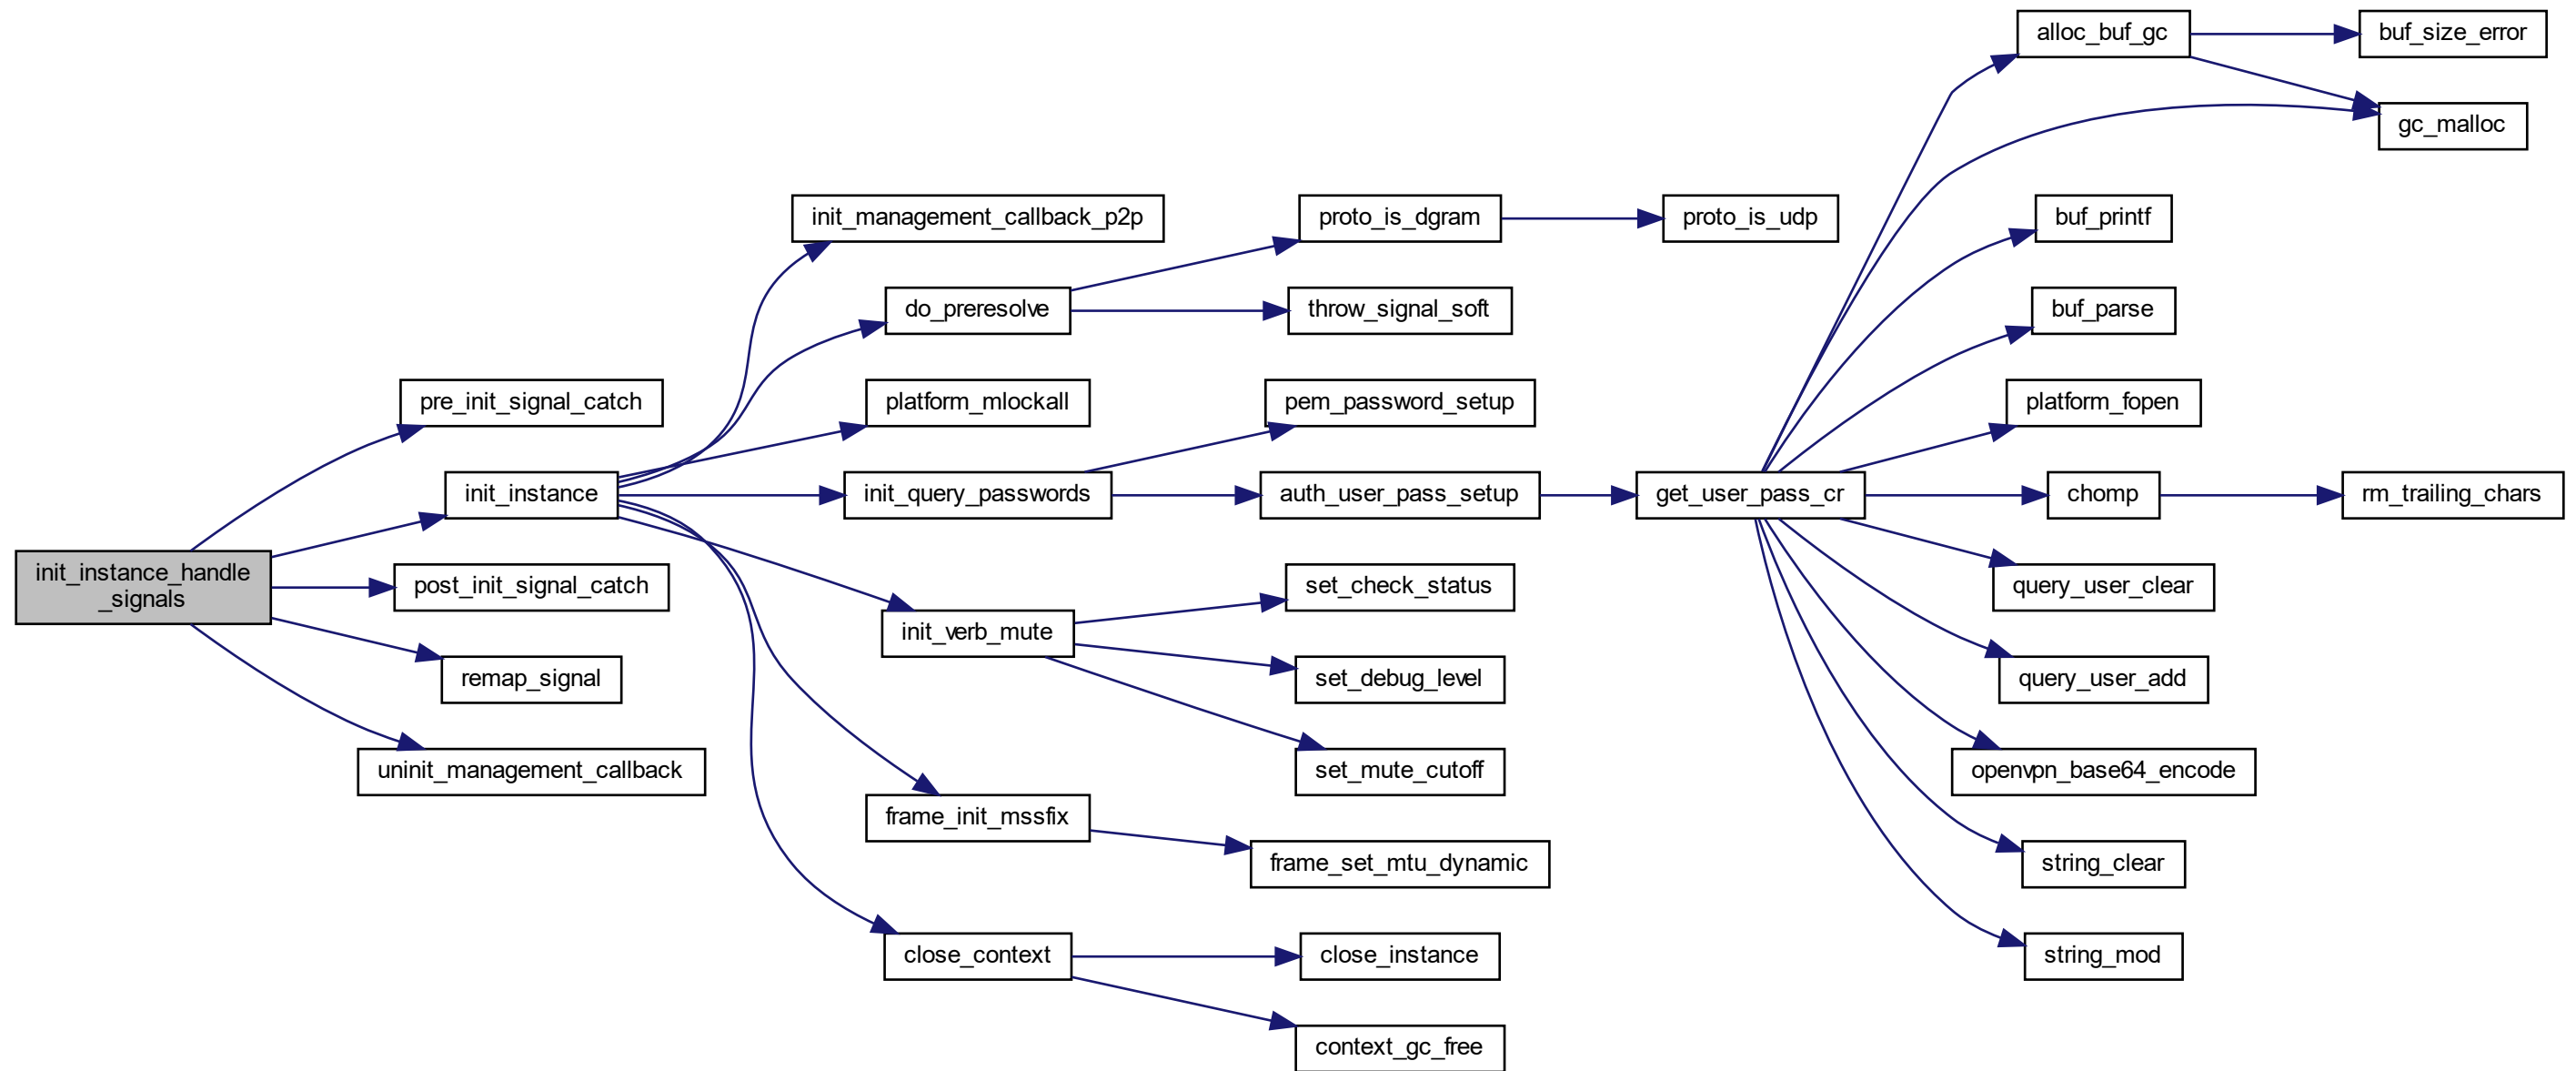 init_instance_handle
_signals
pre_init_signal_catch
init_instance
post_init_signal_catch
remap_signal
uninit_management_callback
init_management_callback_p2p
do_preresolve
platform_mlockall
init_query_passwords
init_verb_mute
frame_init_mssfix
close_context
proto_is_dgram
throw_signal_soft
pem_password_setup
auth_user_pass_setup
set_check_status
set_debug_level
set_mute_cutoff
frame_set_mtu_dynamic
close_instance
context_gc_free
proto_is_udp
get_user_pass_cr
alloc_buf_gc
buf_printf
buf_parse
platform_fopen
chomp
query_user_clear
query_user_add
openvpn_base64_encode
string_clear
string_mod
buf_size_error
gc_malloc
rm_trailing_chars